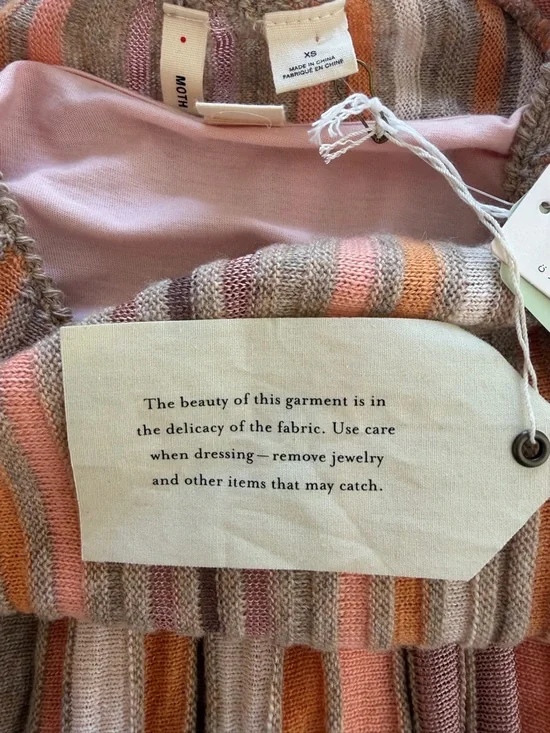 MOTH
XS
MADE IN CHINA
FABRIQUÉ EN CHINE
The beauty of this garment is in
the delicacy of the fabric. Use care
when dressing—remove jewelry
and other items that may catch.